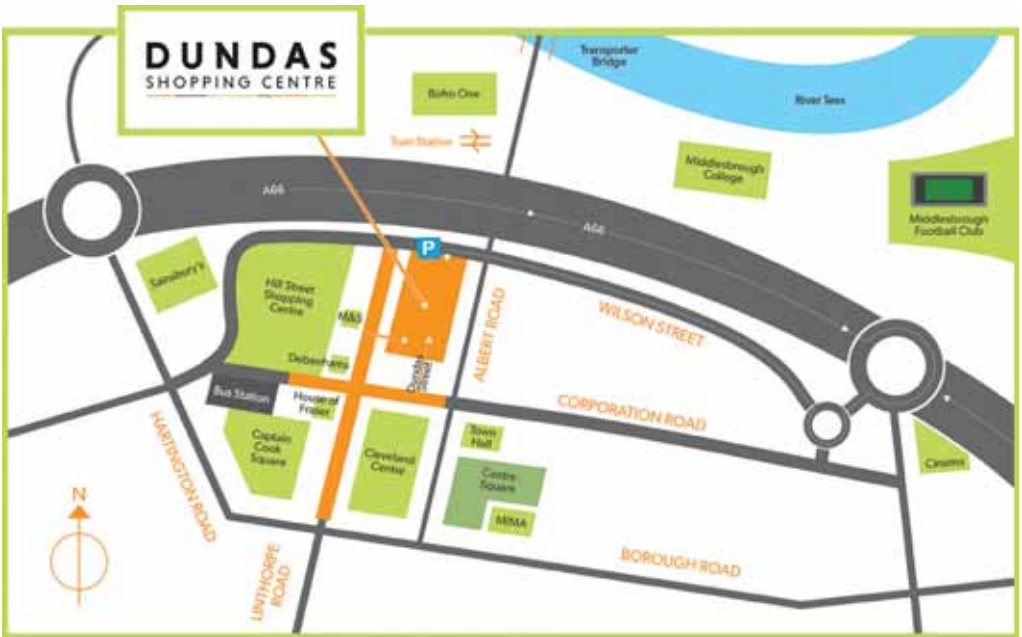 DUNDAS
SHOPPING CENTRE
Transporter
Bridge
River Tees
Boho One
Train Station
Middlesbrough
College
Middlesbrough
Football Club
A66
A66
P
Sainsbury's
Hill Street
Shopping
Centre
M&S
Debenhams
Dundas
Street
ALBERT ROAD
WILSON STREET
CORPORATION ROAD
Bus Station
House of
Fraser
HARTINGTON ROAD
Captain
Cook
Square
Cleveland
Centre
Town
Hall
Centre
Square
MIMA
Cinema
N
LINTHORPE
ROAD
BOROUGH ROAD